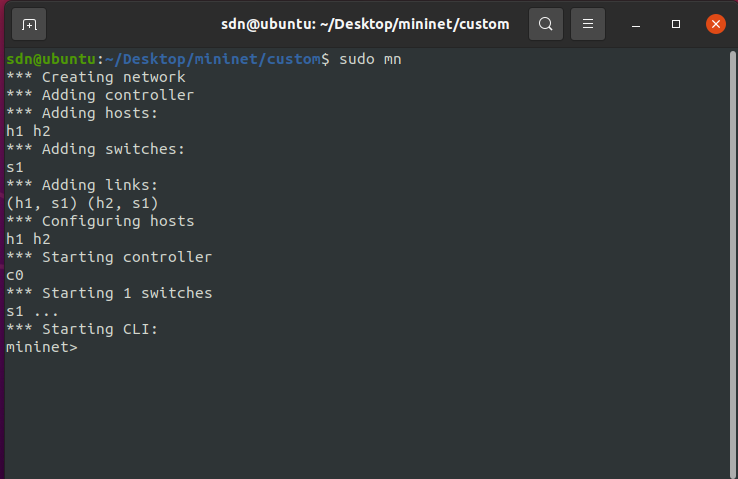 sdn@ubuntu: ~/Desktop/mininet/custom
sdn@ubuntu:~/Desktop/mininet/custom$ sudo mn
*** Creating network
*** Adding controller
*** Adding hosts:
h1 h2
*** Adding switches:
s1
*** Adding links:
(h1, s1) (h2, s1)
*** Configuring hosts
h1 h2
*** Starting controller
c0
*** Starting 1 switches
s1 ...
*** Starting CLI:
mininet>